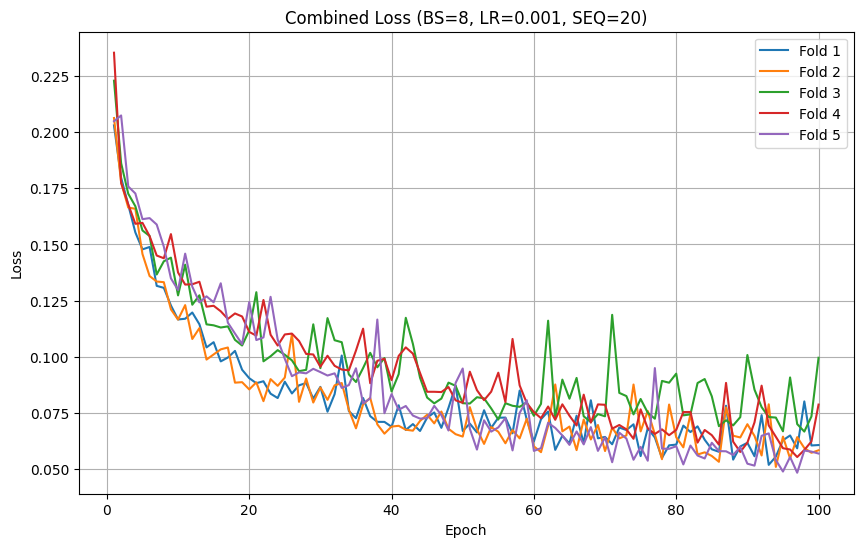 Combined Loss (BS=8, LR=0.001, SEQ=20)
Fold 1
Fold 2
Fold 3
Fold 4
Fold 5
Loss
0.225
0.200
0.175
0.150
0.125
0.100
0.075
0.050
0 20 40 60 80 100
Epoch